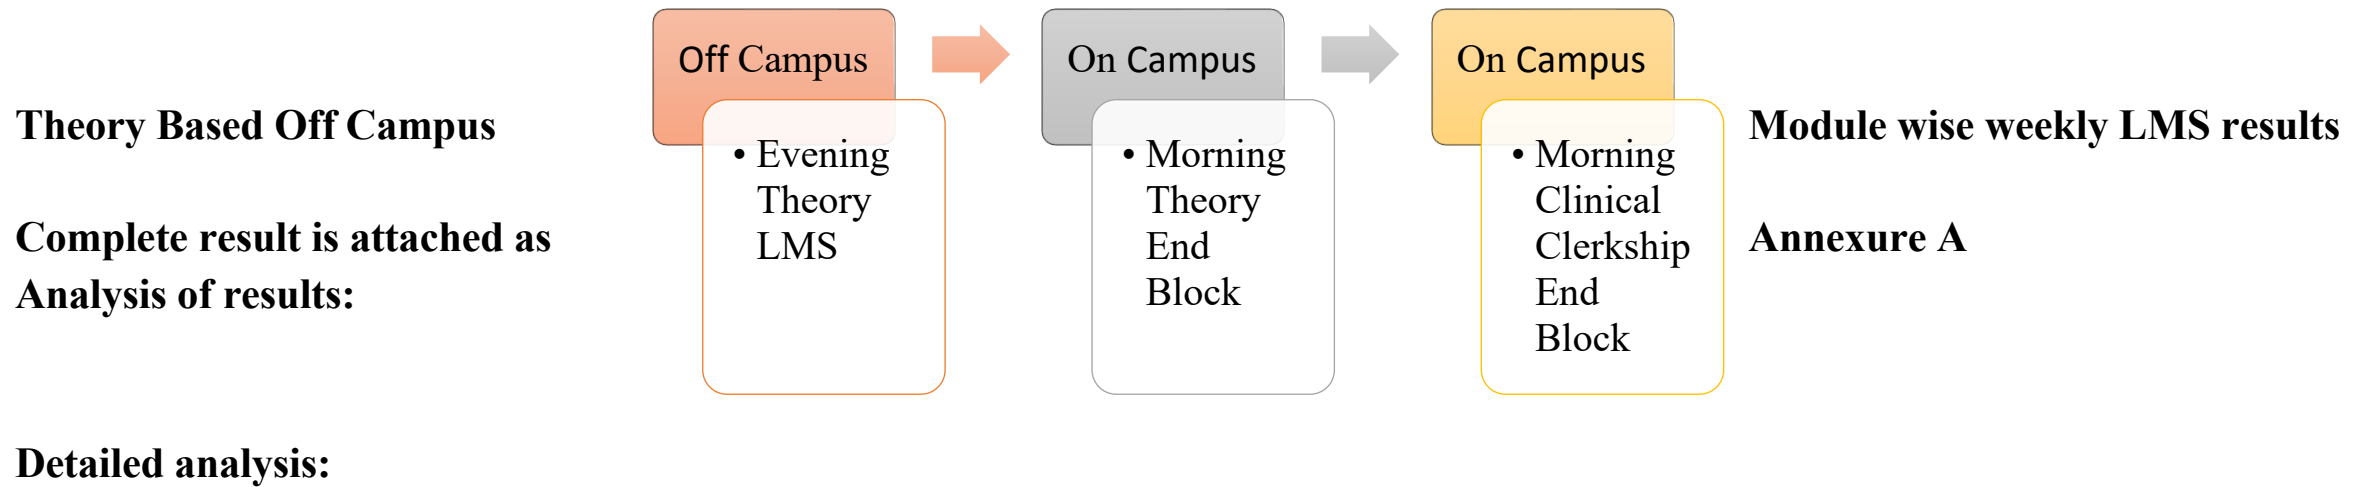 Off Campus
On Campus
On Campus
Theory Based Off Campus
Module wise weekly LMS results
• Evening
Theory
LMS
• Morning
Theory
End
Block
• Morning
Clinical
Clerkship
End
Block
Complete result is attached as
Annexure A
Analysis of results:
Detailed analysis: